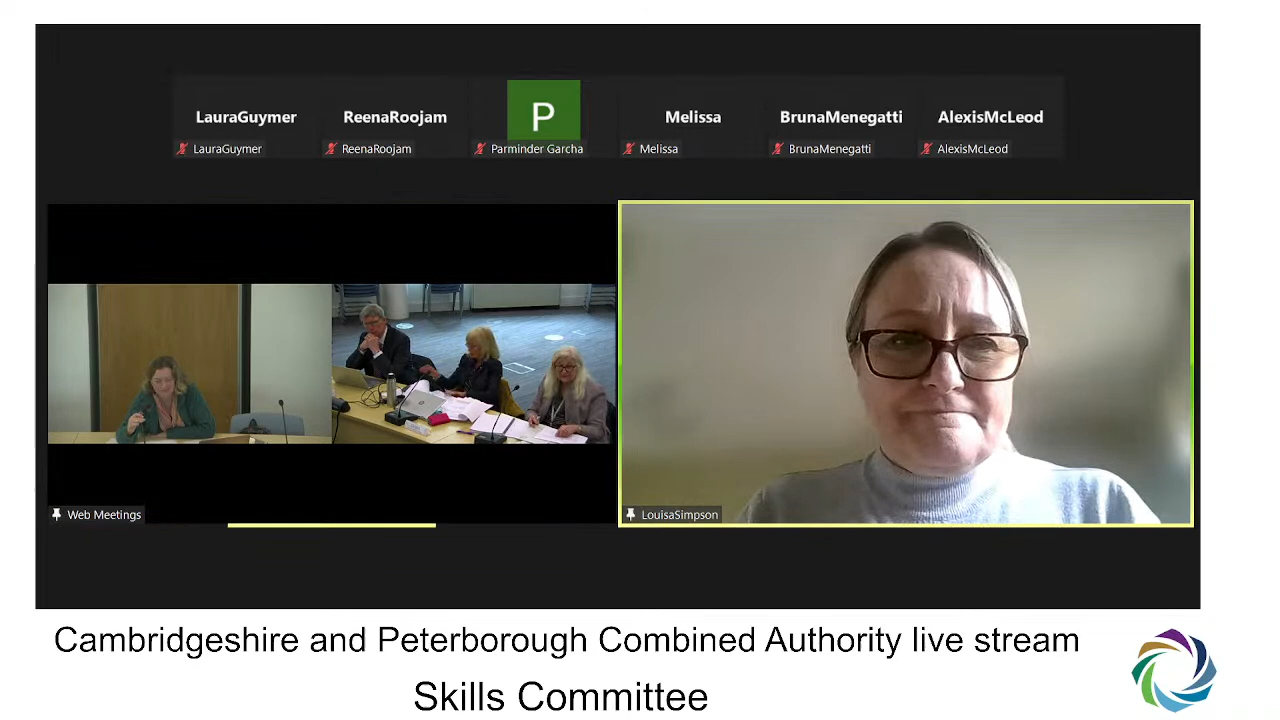 LauraGuymer
ReenaRoojam
P
Melissa
BrunaMenegatti
AlexisMcLeod
LauraGuymer
ReenaRoojam
Parminder Garcha
Melissa
BrunaMenegatti
AlexisMcLeod
Web Meetings
LouisaSimpson
Cambridgeshire and Peterborough Combined Authority live stream
Skills Committee